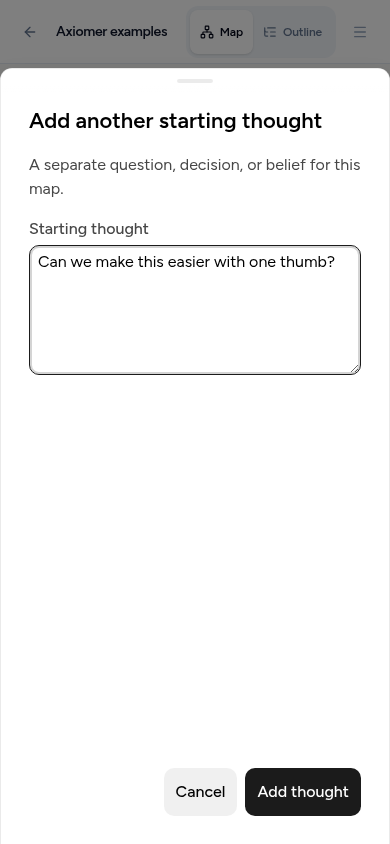 Axiomer examples
Map
Outline
Add another starting thought
A separate question, decision, or belief for this
map.
Starting thought
Can we make this easier with one thumb?
Cancel
Add thought